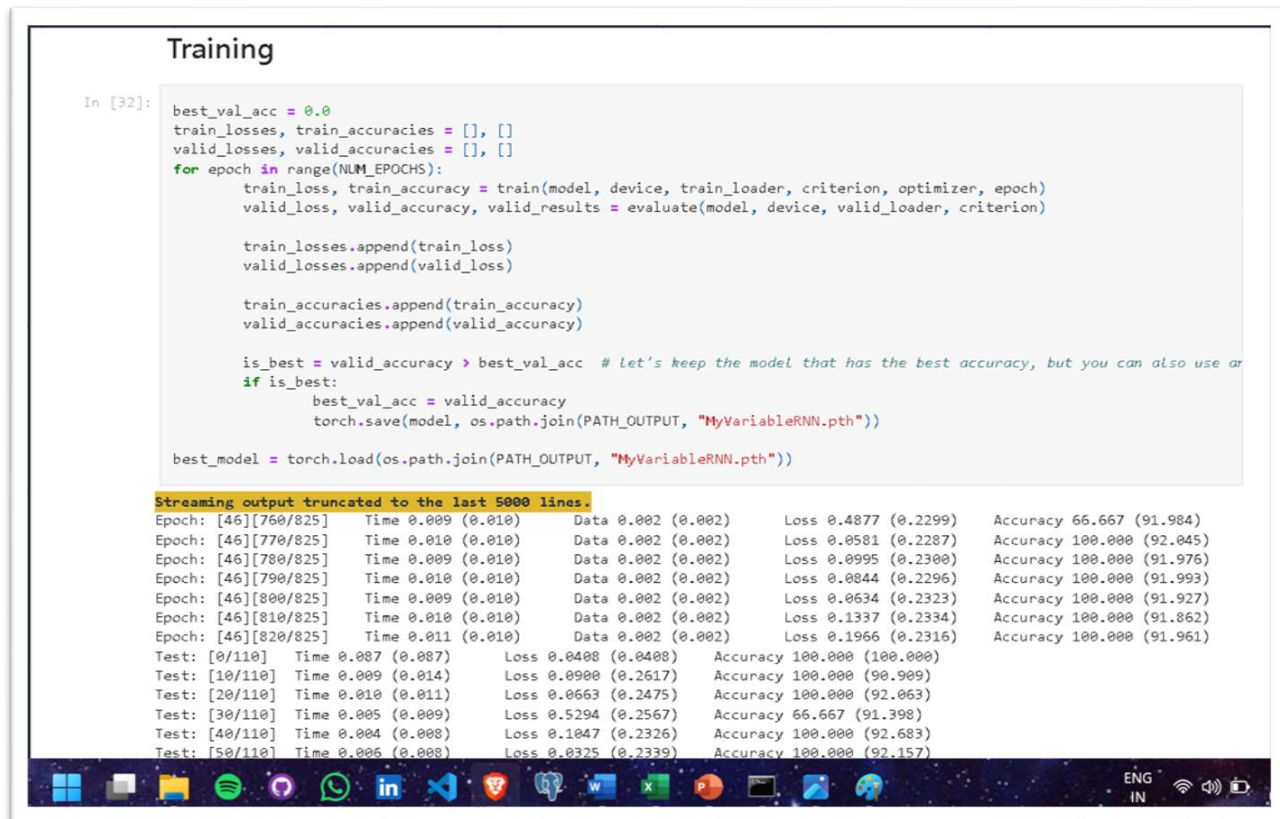 Training
In [32]:
best_val_acc = 0.0
train_losses, train_accuracies = [], []
valid_losses, valid_accuracies = [], []
for epoch in range(NUM_EPOCHS):
train_loss, train_accuracy = train(model, device, train_loader, criterion, optimizer, epoch)
valid_loss, valid_accuracy, valid_results = evaluate(model, device, valid_loader, criterion)
train_losses.append(train_loss)
valid_losses.append(valid_loss)
train_accuracies.append(train_accuracy)
valid_accuracies.append(valid_accuracy)
is_best = valid_accuracy > best_val_acc # let's keep the model that has the best accuracy, but you can also use
if is_best:
best_val_acc = valid_accuracy
torch.save(model, os.path.join(PATH_OUTPUT, "MyVariableRNN.pth"))
best_model = torch.load(os.path.join(PATH_OUTPUT, "MyVariableRNN.pth"))
Streaming output truncated to the last 5000 lines.
Epoch: [46][760/825] Time 0.009 (0.010) Data 0.002 (0.002) Loss 0.4877 (0.2299) Accuracy 66.667 (91.984)
Epoch: [46][770/825] Time 0.010 (0.010) Data 0.002 (0.002) Loss 0.0581 (0.2287) Accuracy 100.000 (92.045)
Epoch: [46][780/825] Time 0.009 (0.010) Data 0.002 (0.002) Loss 0.0995 (0.2300) Accuracy 100.000 (91.976)
Epoch: [46][790/825] Time 0.010 (0.010) Data 0.002 (0.002) Loss 0.0844 (0.2296) Accuracy 100.000 (91.993)
Epoch: [46][800/825] Time 0.009 (0.010) Data 0.002 (0.002) Loss 0.0634 (0.2323) Accuracy 100.000 (91.927)
Epoch: [46][810/825] Time 0.010 (0.010) Data 0.002 (0.002) Loss 0.1337 (0.2334) Accuracy 100.000 (91.862)
Epoch: [46][820/825] Time 0.011 (0.010) Data 0.002 (0.002) Loss 0.1966 (0.2316) Accuracy 100.000 (91.961)
Test: [0/110] Time 0.087 (0.087) Loss 0.0408 (0.0408) Accuracy 100.000 (100.000)
Test: [10/110] Time 0.009 (0.014) Loss 0.0900 (0.2617) Accuracy 100.000 (90.909)
Test: [20/110] Time 0.010 (0.011) Loss 0.0663 (0.2475) Accuracy 100.000 (92.063)
Test: [30/110] Time 0.005 (0.009) Loss 0.5294 (0.2567) Accuracy 66.667 (91.398)
Test: [40/110] Time 0.004 (0.008) Loss 0.1047 (0.2326) Accuracy 100.000 (92.683)
Test: [50/110] Time 0.006 (0.008) Loss 0.0325 (0.2339) Accuracy 100.000 (92.157)
ENG
IN